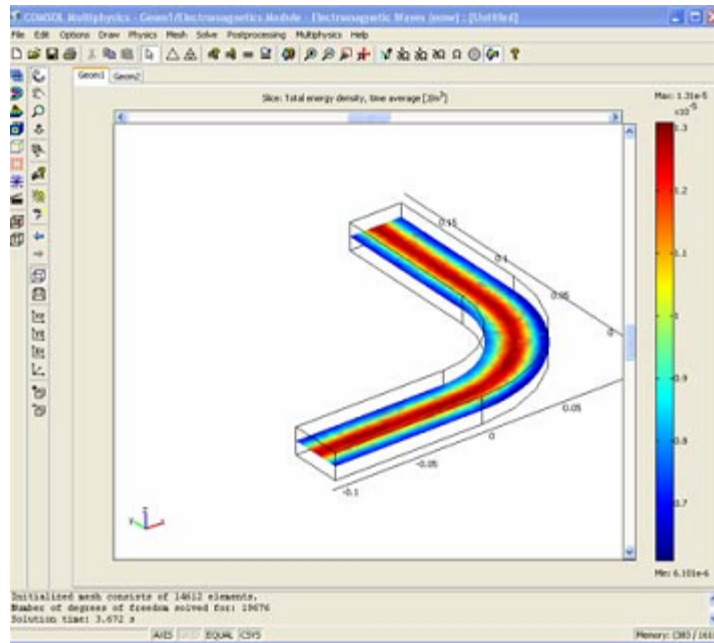 COMSOL Multiphysics - Geom1/Electromagnetics Module - Electromagnetic Waves (emw) : [Untitled]
File Edit Options Draw Physics Mesh Solve Postprocessing Multiphysics Help
Geom1 Geom2
Slice: Total energy density, time average [J/m³]
Max: 1.31e-5
×10⁻⁵
1.3
1.2
1.1
1
0.9
0.8
0.7
Min: 6.101e-6
0.15
0.1
0.05
0
0.05
0
-0.05
-0.1
z
y
x
Initialized mesh consists of 14612 elements.
Number of degrees of freedom solved for: 19676
Solution time: 3.672 s
AXIS EQUAL CSYS
Memory: (383 /